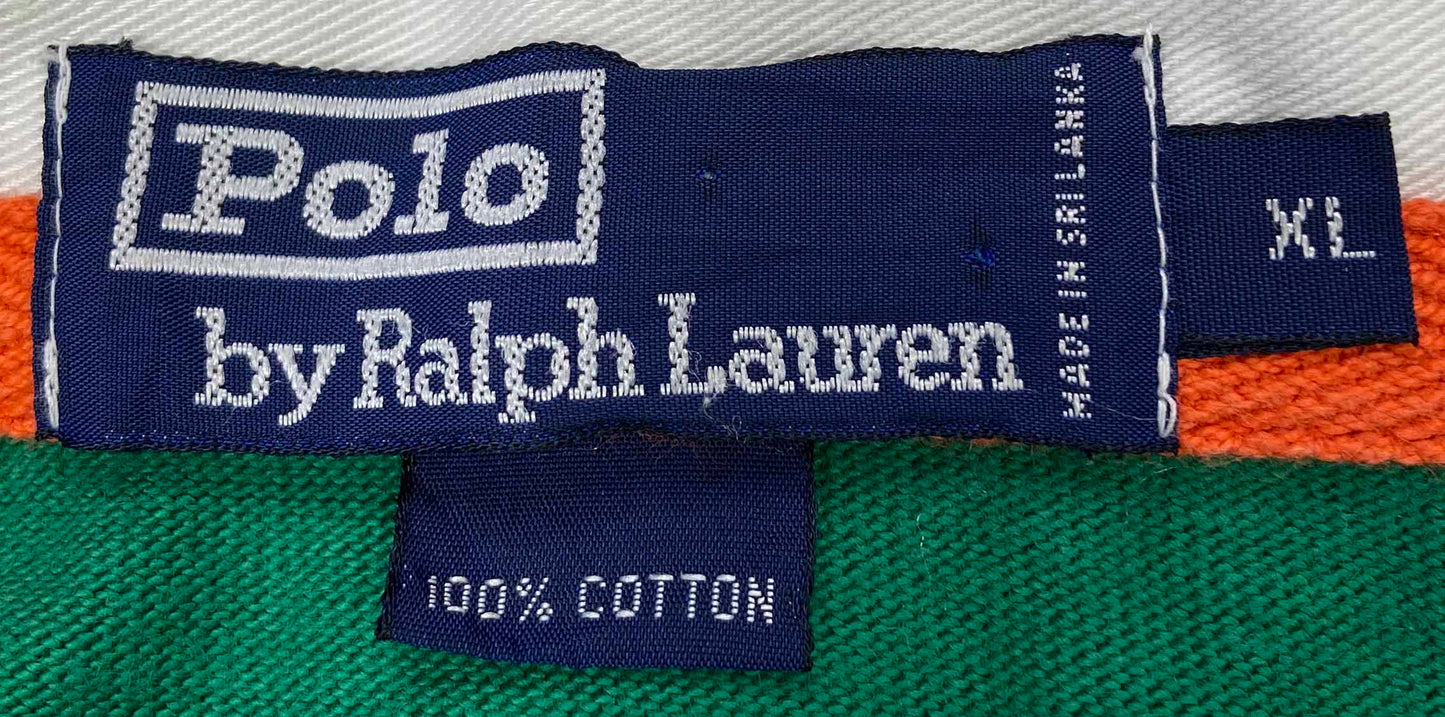 Polo
by Ralph Lauren
MADE IN SRI LANKA
XL
100% COTTON